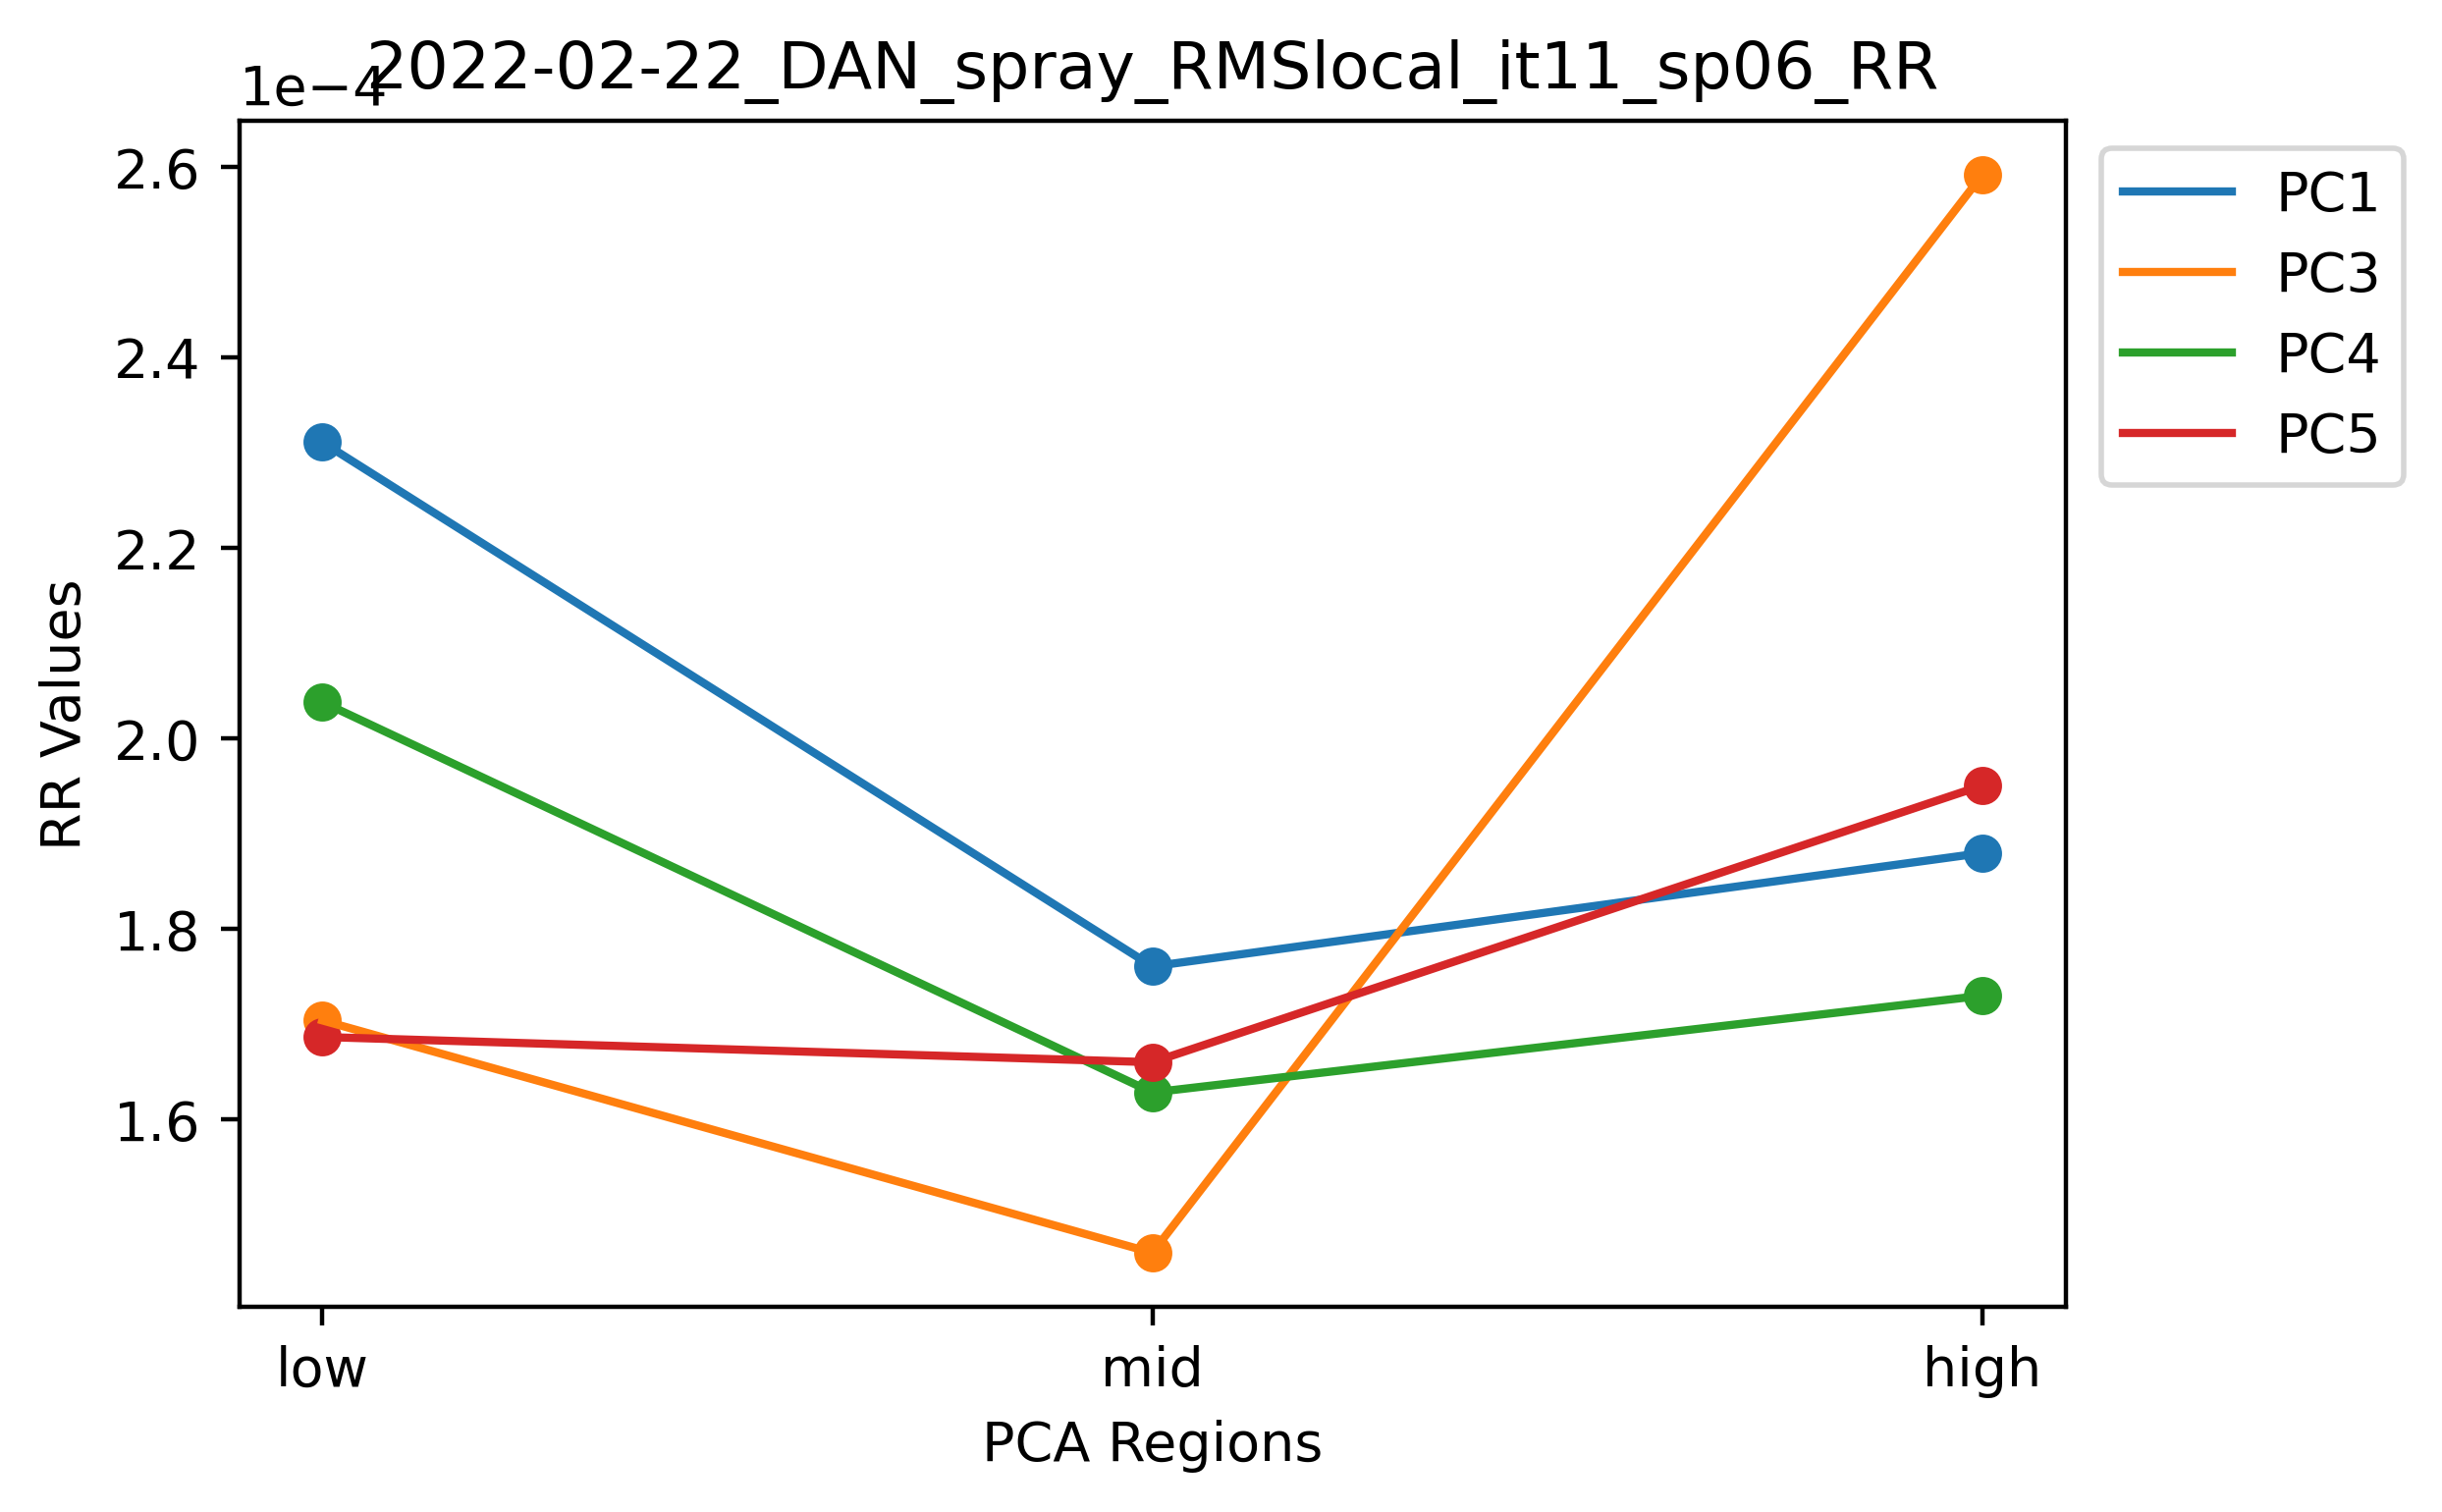 2022-02-22_DAN_spray_RMSlocal_it11_sp06_RR
1e−4
2.6
2.4
2.2
2.0
1.8
1.6
RR Values
low mid high
PCA Regions
PC1
PC3
PC4
PC5